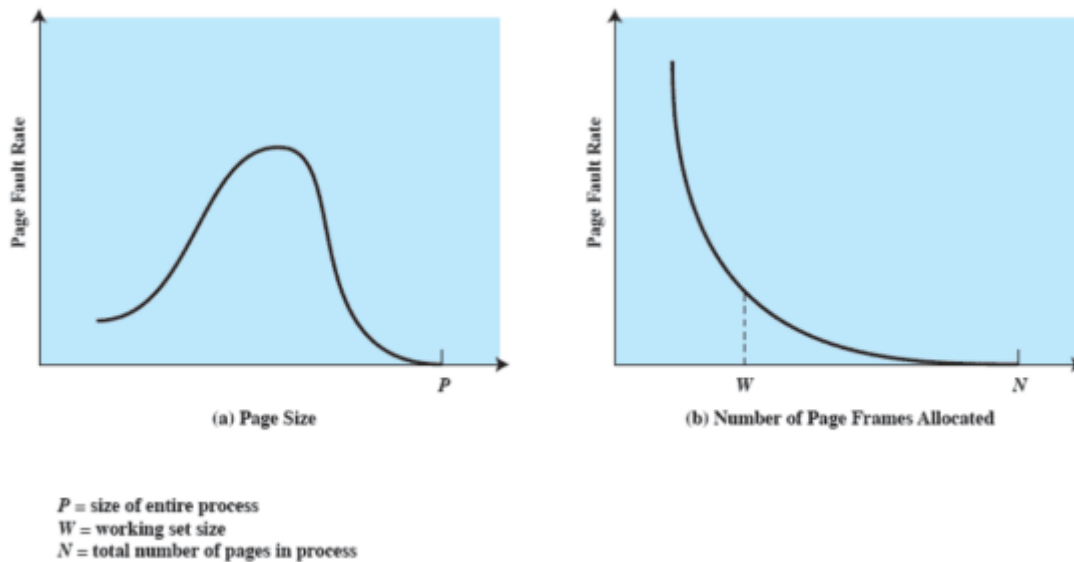 Page Fault Rate
P
(a) Page Size
Page Fault Rate
W
N
(b) Number of Page Frames Allocated
P = size of entire process
W = working set size
N = total number of pages in process